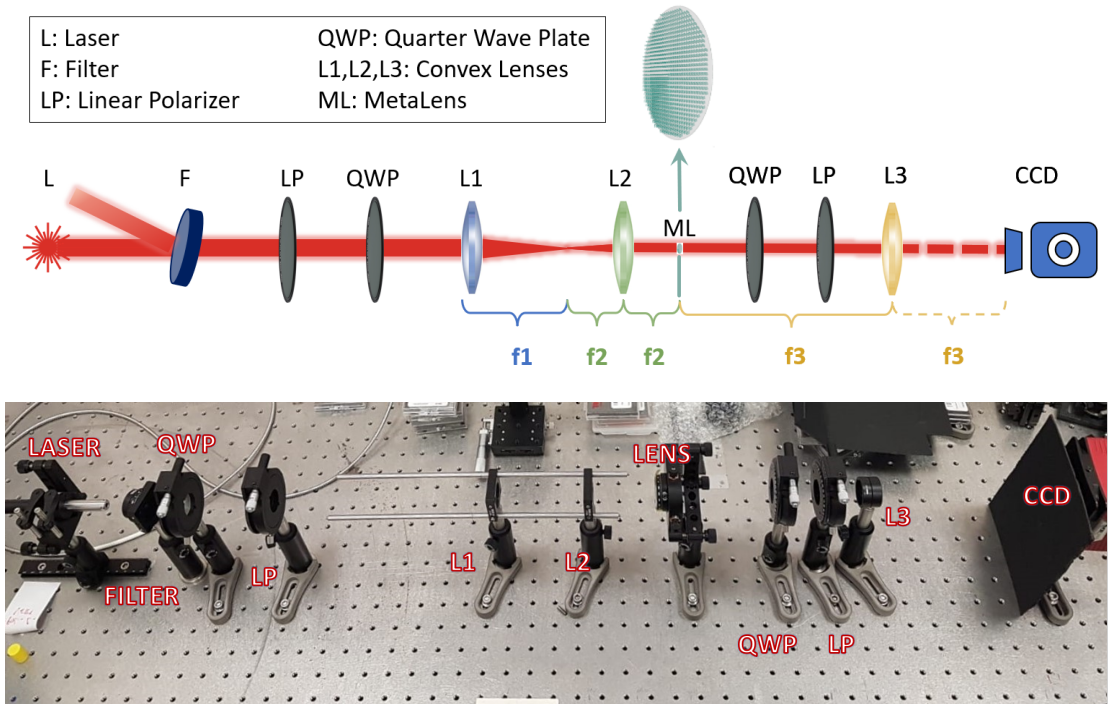 L: Laser
F: Filter
LP: Linear Polarizer
QWP: Quarter Wave Plate
L1,L2,L3: Convex Lenses
ML: MetaLens
L
F
LP
QWP
L1
L2
ML
QWP
LP
L3
CCD
f1
f2
f2
f3
f3
LASER
QWP
LENS
CCD
L3
L1
L2
LP
FILTER
QWP
LP